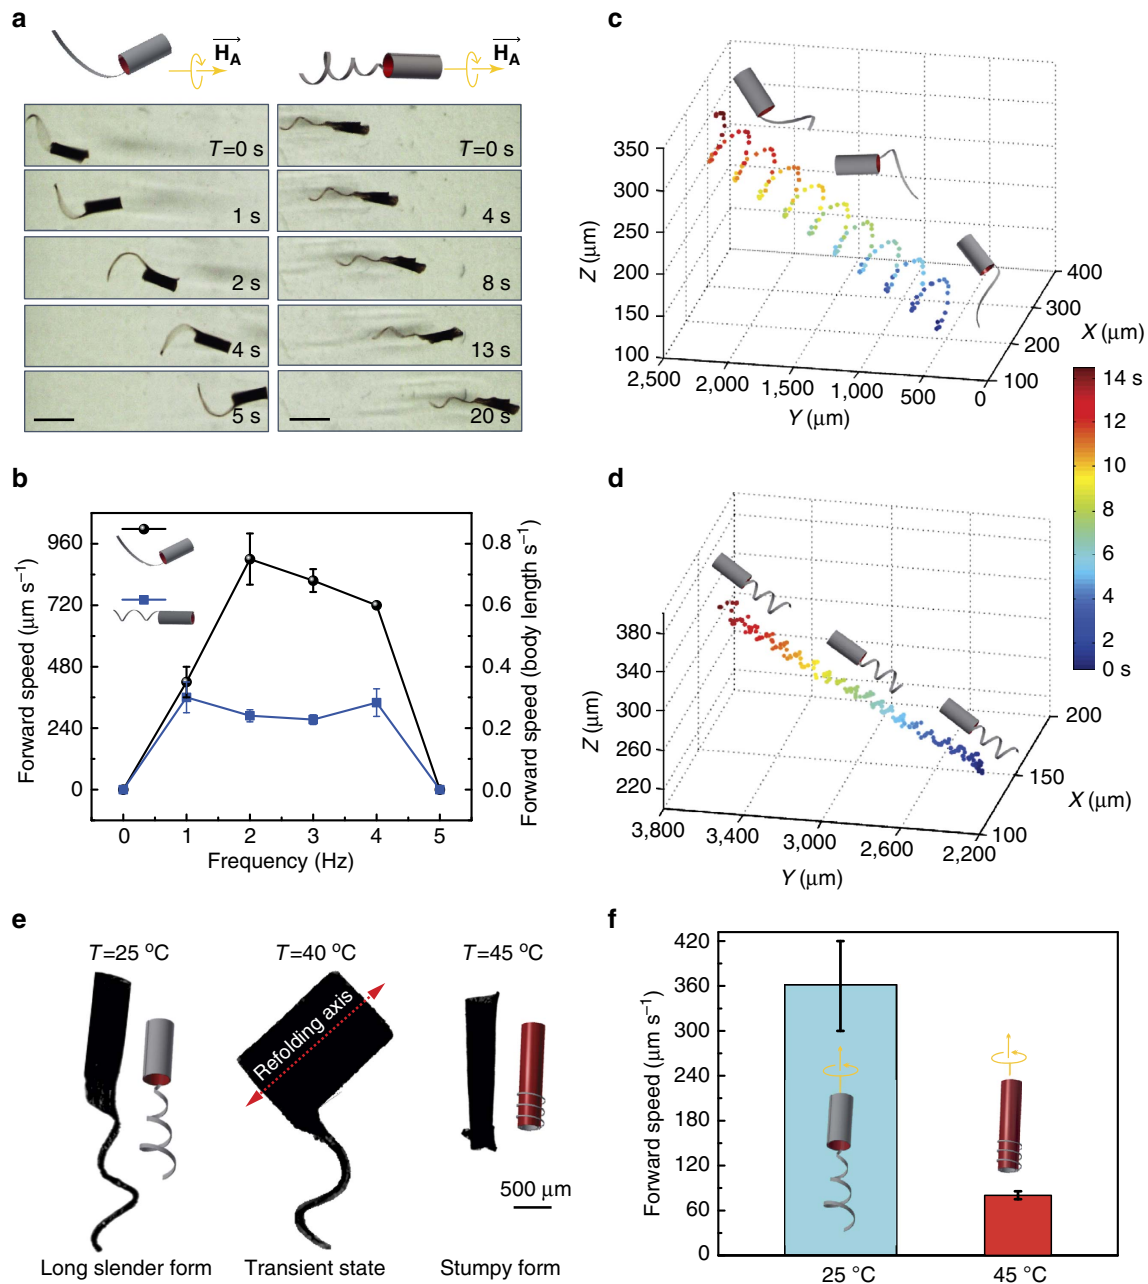 a
H_A
H_A
T=0 s
1 s
2 s
4 s
5 s
T=0 s
4 s
8 s
13 s
20 s
b
Forward speed (μm s⁻¹)
960
720
480
240
0
0.8
0.6
0.4
0.2
0.0
Forward speed (body length s⁻¹)
0 1 2 3 4 5
Frequency (Hz)
c
Z (μm)
350
300
250
200
150
100
2,500 2,000 1,500 1,000 500 0
Y (μm)
400
300
200
100
X (μm)
14 s
12
10
8
6
4
2
0 s
d
Z (μm)
380
340
300
260
220
3,800 3,400 3,000 2,600 2,200
Y (μm)
200
150
100
X (μm)
e
T=25 °C
T=40 °C
T=45 °C
Refolding axis
500 μm
Long slender form
Transient state
Stumpy form
f
Forward speed (μm s⁻¹)
420
360
300
240
180
120
60
0
25 °C
45 °C